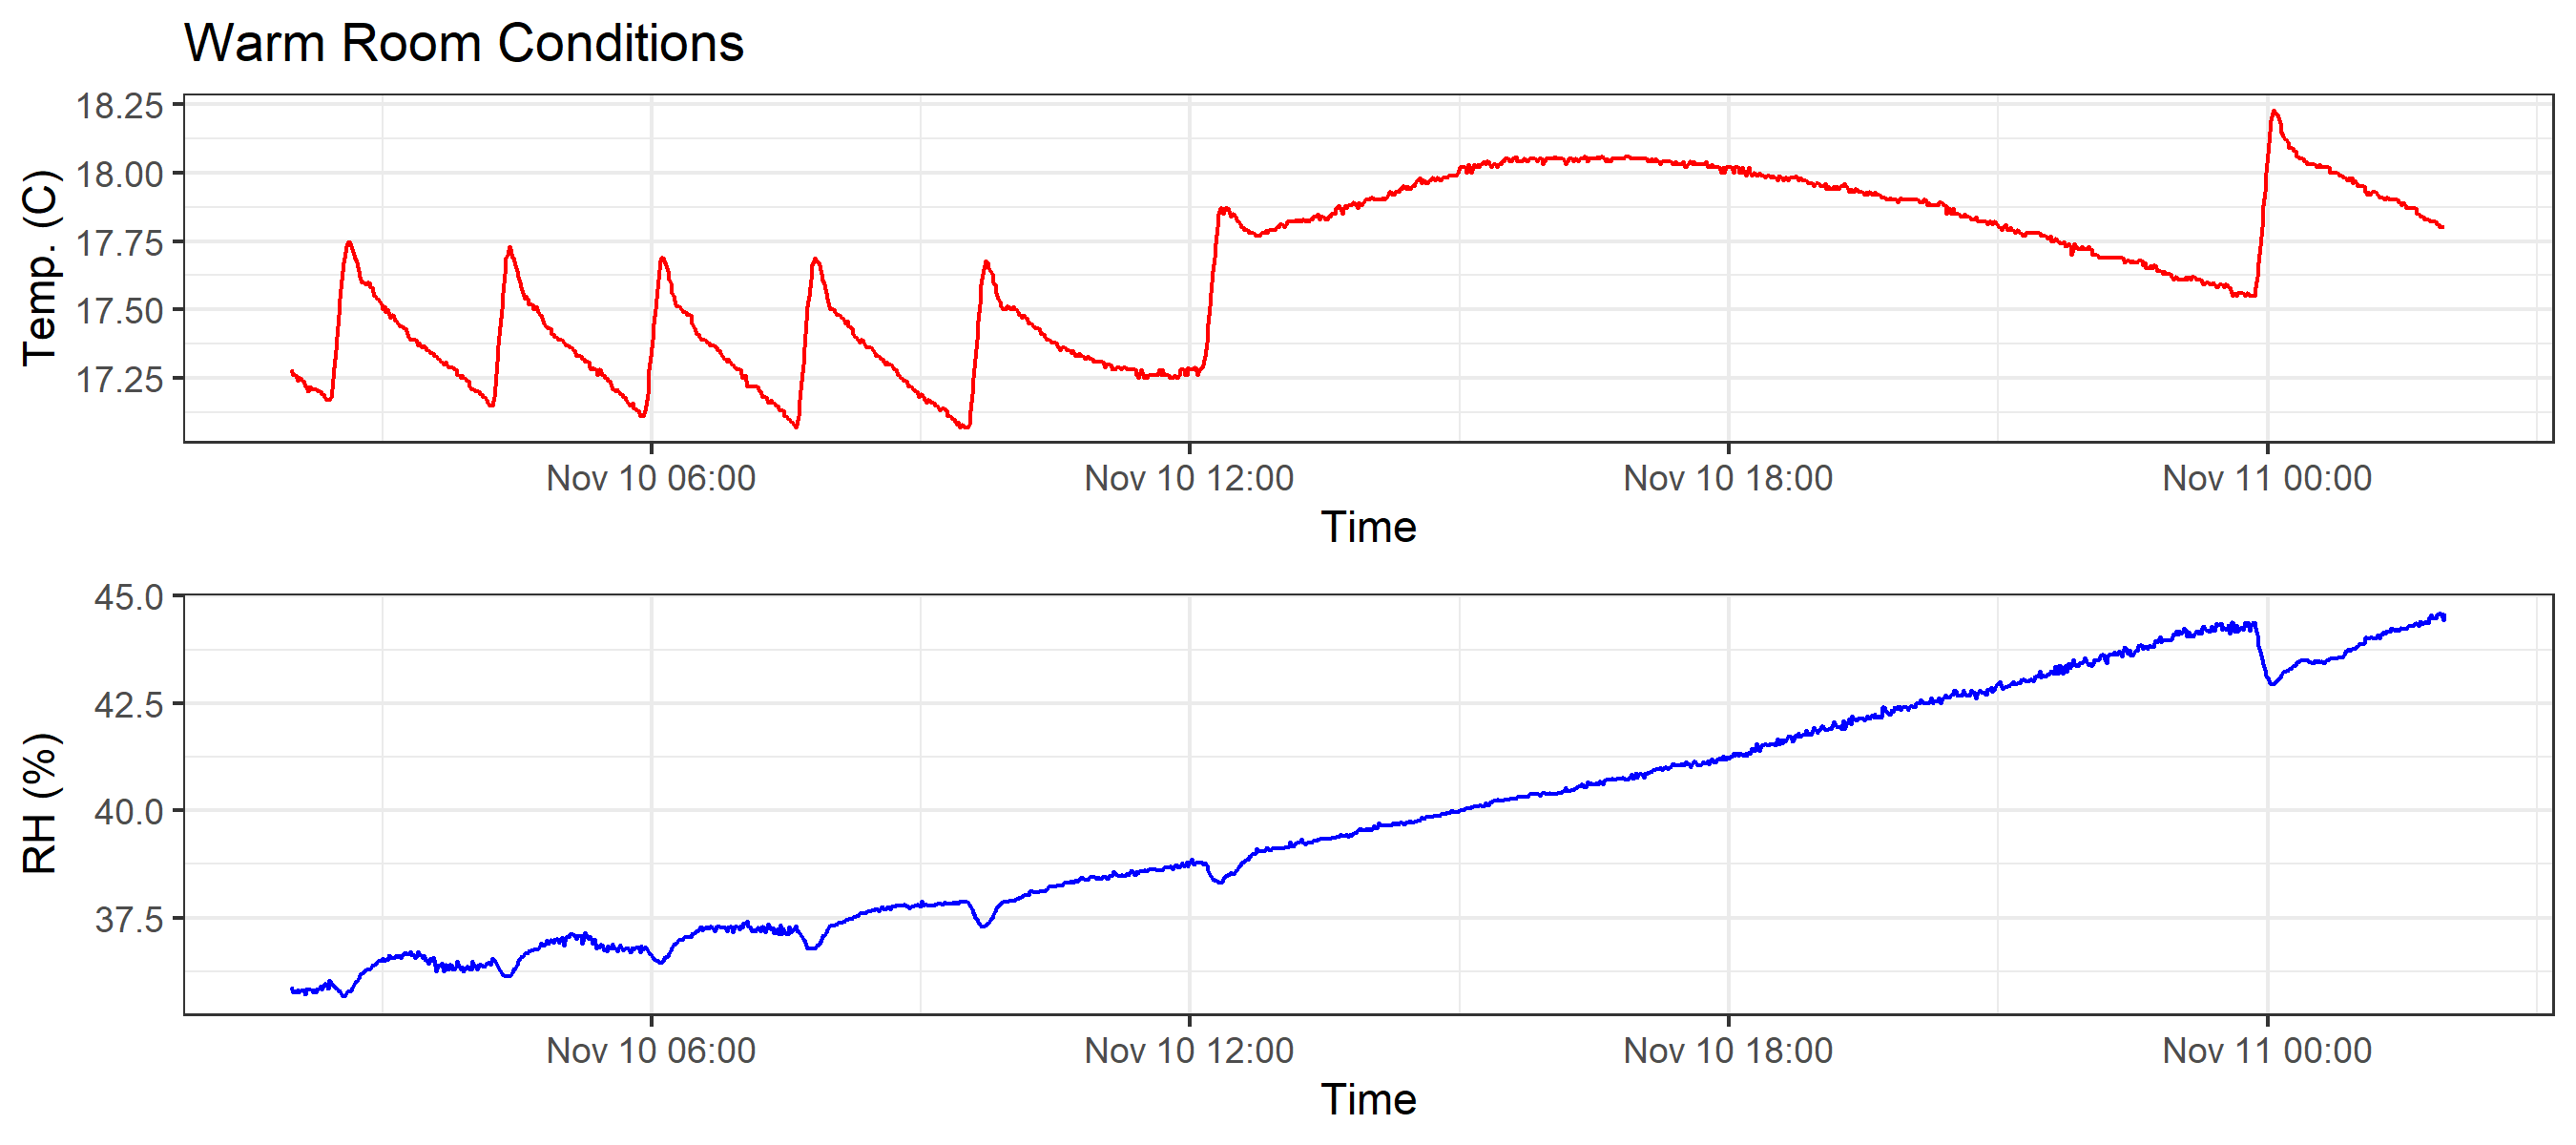 Warm Room Conditions
Temp. (C)
18.25
18.00
17.75
17.50
17.25
Nov 10 06:00 Nov 10 12:00 Nov 10 18:00 Nov 11 00:00
Time
RH (%)
45.0
42.5
40.0
37.5
Nov 10 06:00 Nov 10 12:00 Nov 10 18:00 Nov 11 00:00
Time